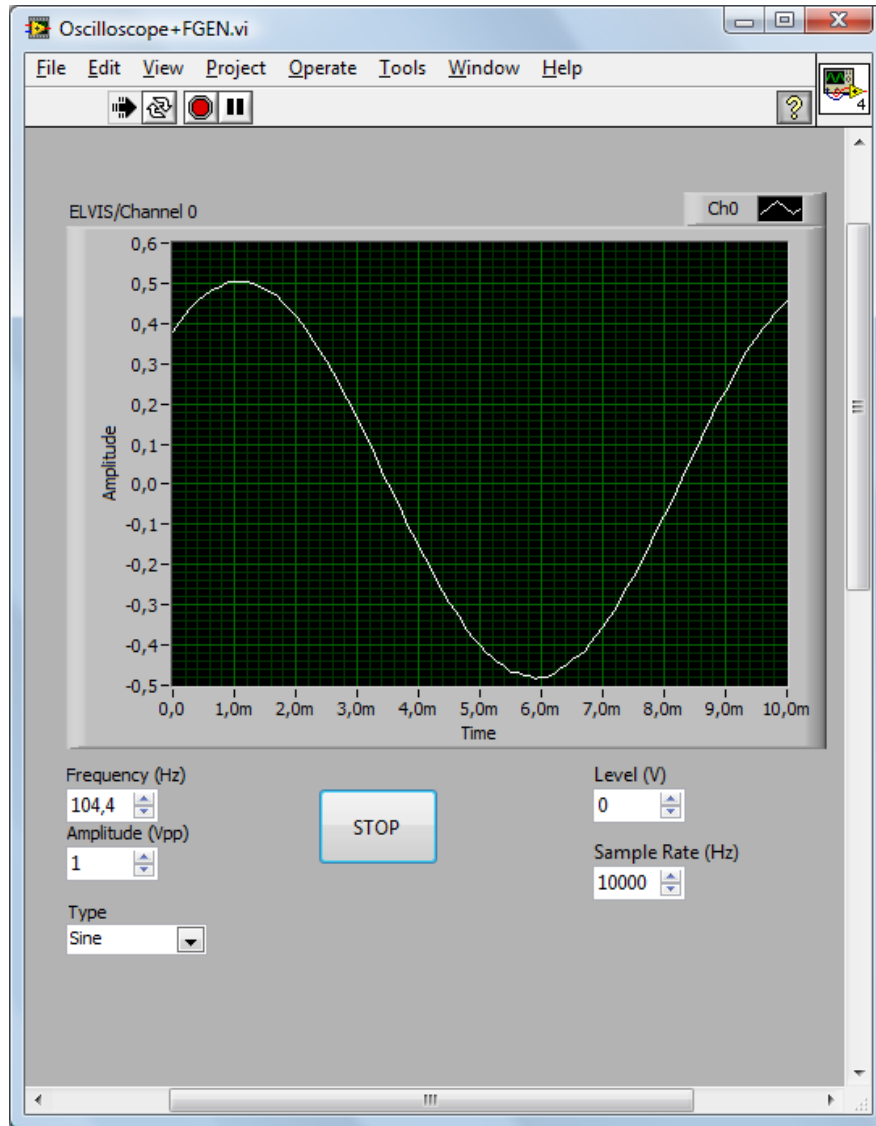 Oscilloscope+FGEN.vi
File Edit View Project Operate Tools Window Help
4
ELVIS/Channel 0
Ch0
Amplitude
0,6
0,5
0,4
0,3
0,2
0,1
0,0
-0,1
-0,2
-0,3
-0,4
-0,5
0,0 1,0m 2,0m 3,0m 4,0m 5,0m 6,0m 7,0m 8,0m 9,0m 10,0m
Time
Frequency (Hz)
104,4
Amplitude (Vpp)
1
Type
Sine
STOP
Level (V)
0
Sample Rate (Hz)
10000